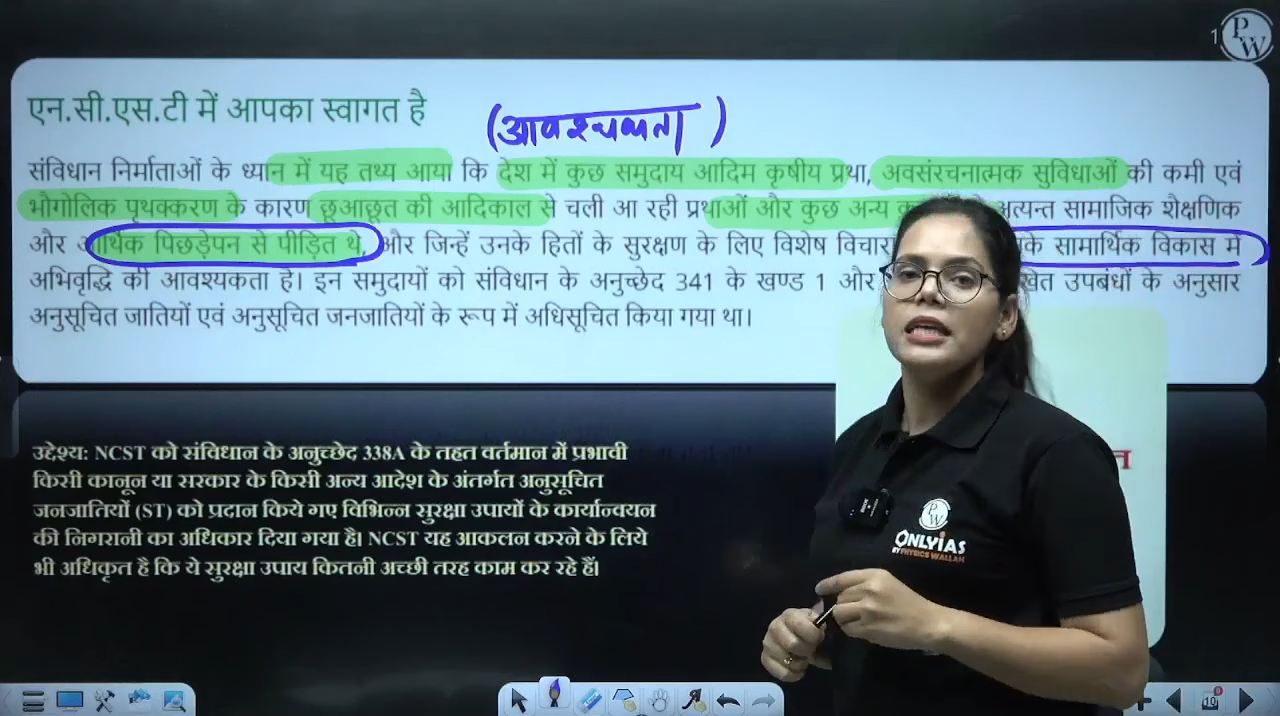 1
PW
एन.सी.एस.टी में आपका स्वागत है
(आवश्यकता)
संविधान निर्माताओं के ध्यान में यह तथ्य आया कि देश में कुछ समुदाय आदिम कृषीय प्रथा, अवसंरचनात्मक सुविधाओं की कमी एवं
भौगोलिक पृथक्करण के कारण छूआछूत की आदिकाल से चली आ रही प्रथाओं और कुछ अन्य अत्यन्त सामाजिक शैक्षणिक
और आर्थिक पिछड़ेपन से पीड़ित थे, और जिन्हें उनके हितों के सुरक्षण के लिए विशेष सामार्थिक विकास में
अभिवृद्धि की आवश्यकता है। इन समुदायों को संविधान के अनुच्छेद 341 के खण्ड 1 और उपबंधों के अनुसार
अनुसूचित जातियों एवं अनुसूचित जनजातियों के रूप में अधिसूचित किया गया था।
उद्देश्य: NCST को संविधान के अनुच्छेद 338A के तहत वर्तमान में प्रभावी
किसी कानून या सरकार के किसी अन्य आदेश के अंतर्गत अनुसूचित
जनजातियों (ST) को प्रदान किये गए विभिन्न सुरक्षा उपायों के कार्यान्वयन
की निगरानी का अधिकार दिया गया है। NCST यह आकलन करने के लिये
भी अधिकृत है कि ये सुरक्षा उपाय कितनी अच्छी तरह काम कर रहे हैं।
PW
ONLYIAS
BY PHYSICS WALLAH
10